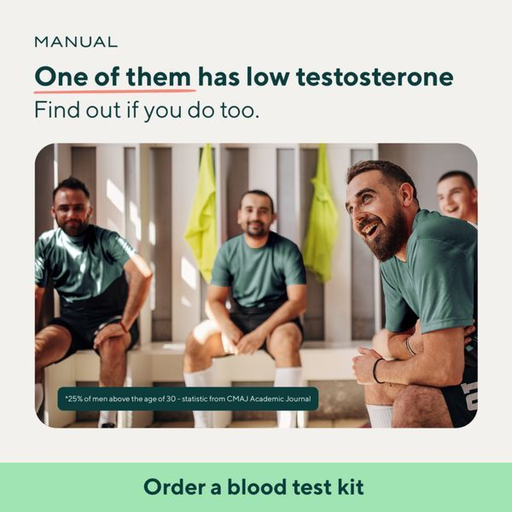 MANUAL
One of them has low testosterone
Find out if you do too.
*25% of men above the age of 30 - statistic from CMAJ Academic Journal
Order a blood test kit